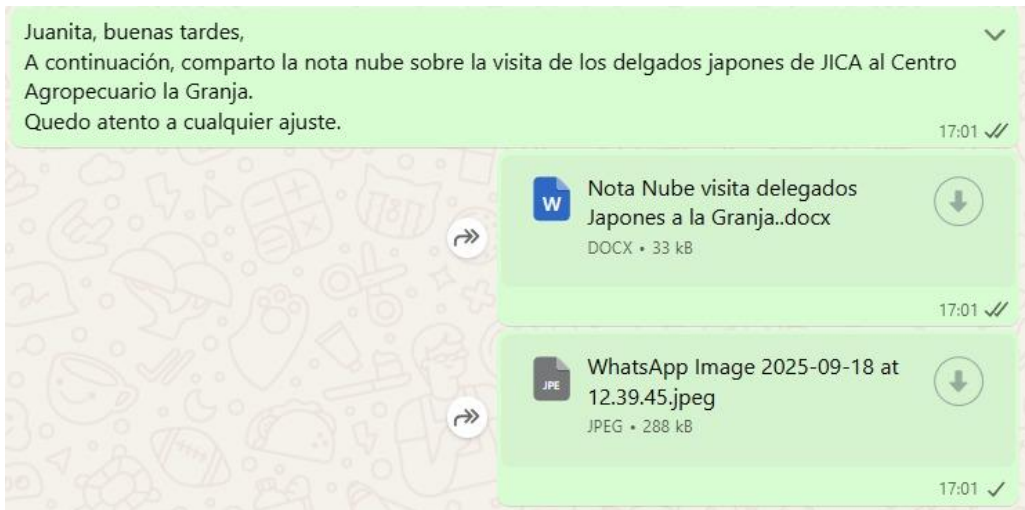 Juanita, buenas tardes,
A continuación, comparto la nota nube sobre la visita de los delgados japones de JICA al Centro
Agropecuario la Granja.
Quedo atento a cualquier ajuste.
17:01
W
Nota Nube visita delegados
Japones a la Granja..docx
DOCX • 33 kB
17:01
JPE
WhatsApp Image 2025-09-18 at
12.39.45.jpeg
JPEG • 288 kB
17:01